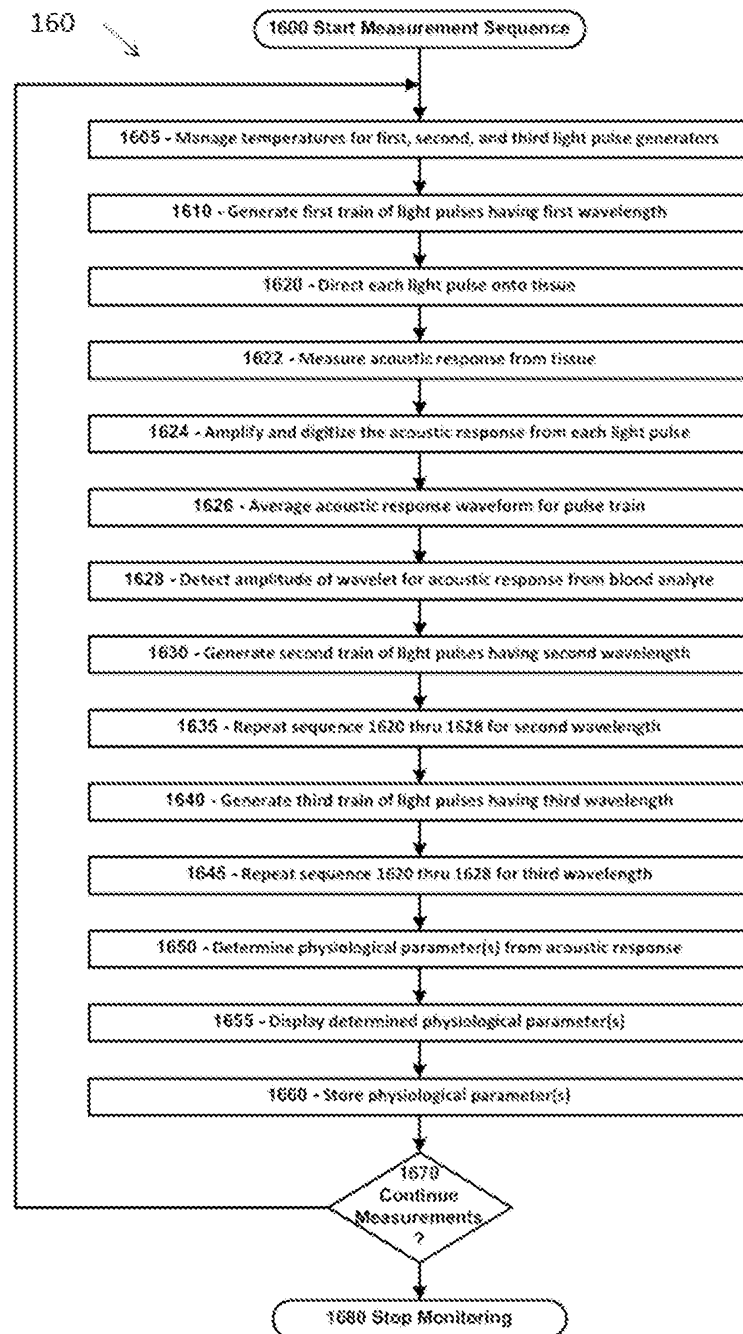 160
1600 Start Measurement Sequence
1605 - Manage temperatures for first, second, and third light pulse generators
1610 - Generate first train of light pulses having first wavelength
1620 - Direct each light pulse onto tissue
1622 - Measure acoustic response from tissue
1624 - Amplify and digitize the acoustic response from each light pulse
1626 - Average acoustic response waveform for pulse train
1628 - Detect amplitude of wavelet for acoustic response from blood analyte
1630 - Generate second train of light pulses having second wavelength
1635 - Repeat sequence 1620 thru 1628 for second wavelength
1640 - Generate third train of light pulses having third wavelength
1645 - Repeat sequence 1620 thru 1628 for third wavelength
1650 - Determine physiological parameter(s) from acoustic response
1655 - Display determined physiological parameter(s)
1660 - Store physiological parameter(s)
1670
Continue
Measurements
?
1680 Stop Monitoring